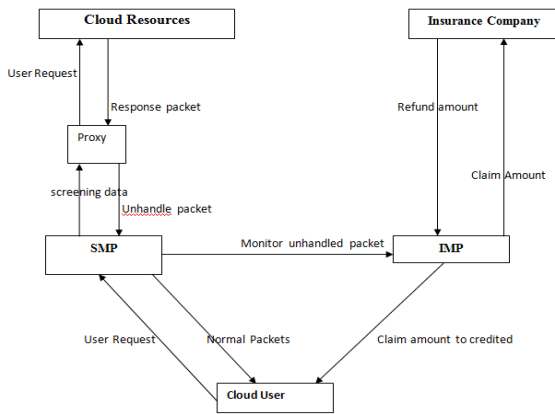 Cloud Resources
Insurance Company
User Request
Response packet
Refund amount
Proxy
Claim Amount
screening data
Unhandle packet
SMP
Monitor unhandled packet
IMP
User Request
Normal Packets
Claim amount to credited
Cloud User